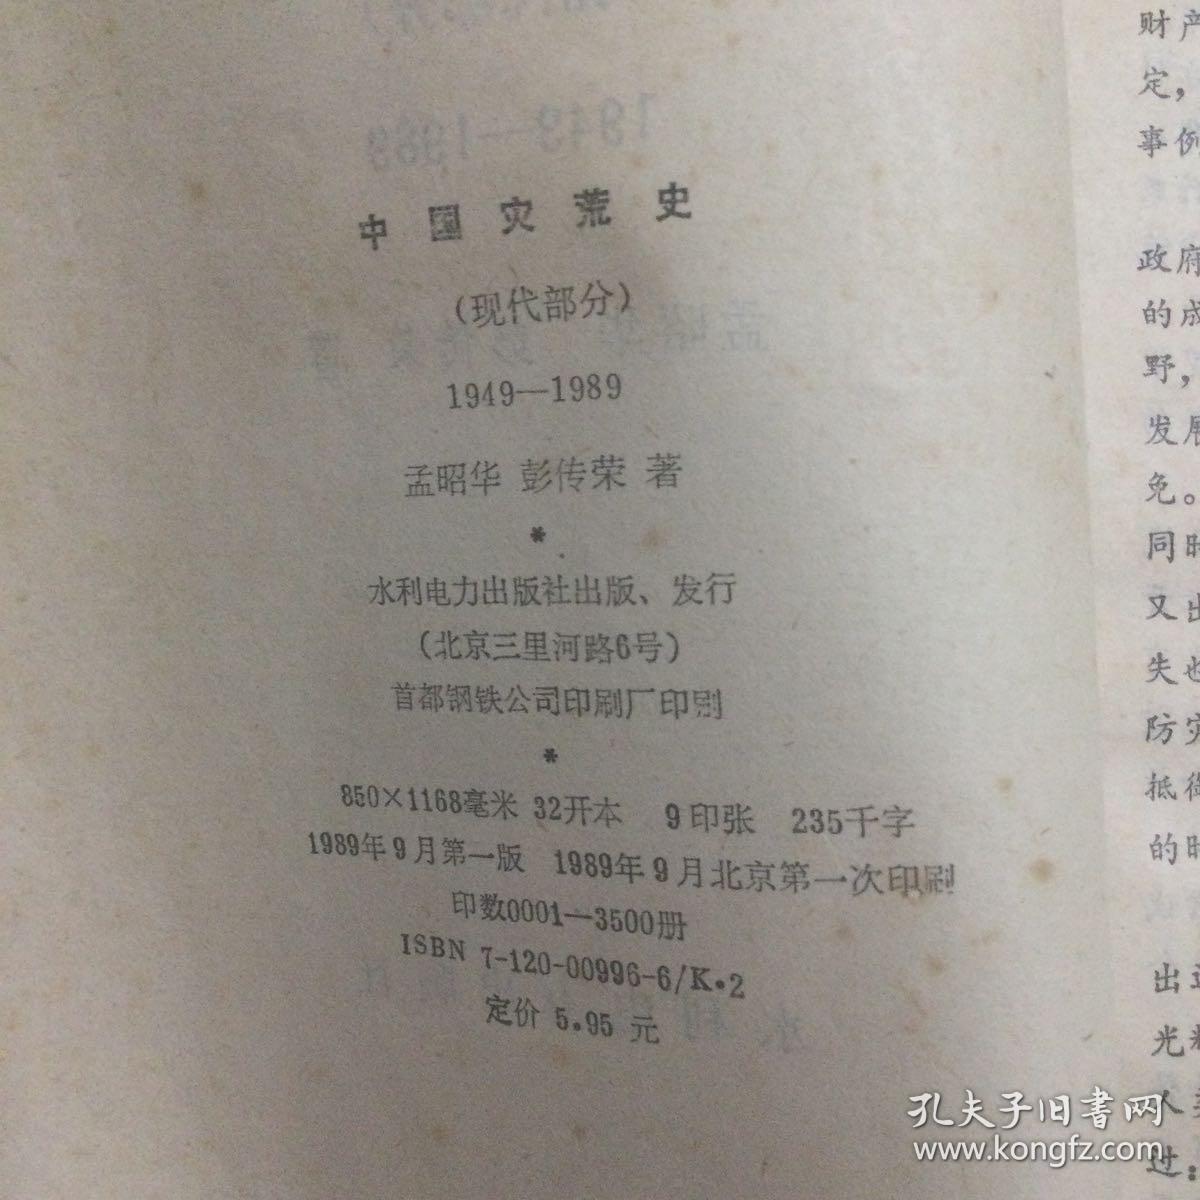 中国灾荒史
(现代部分)
1949—1989
孟昭华 彭传荣 著
*
水利电力出版社出版、发行
(北京三里河路6号)
首都钢铁公司印刷厂印刷
*
850×1168毫米 32开本 9印张 235千字
1989年9月第一版 1989年9月北京第一次印刷
印数0001—3500册
ISBN 7-120-00996-6/K·2
定价 5.95 元
财产
定，
事例
政府
的成
野，
发展
免。
同时
又出
失也
防灾
抵御
的时
出
光
人
过：
孔夫子旧书网
www.kongfz.com